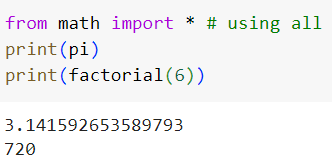 from math import * # using all
print(pi)
print(factorial(6))
3.141592653589793
720